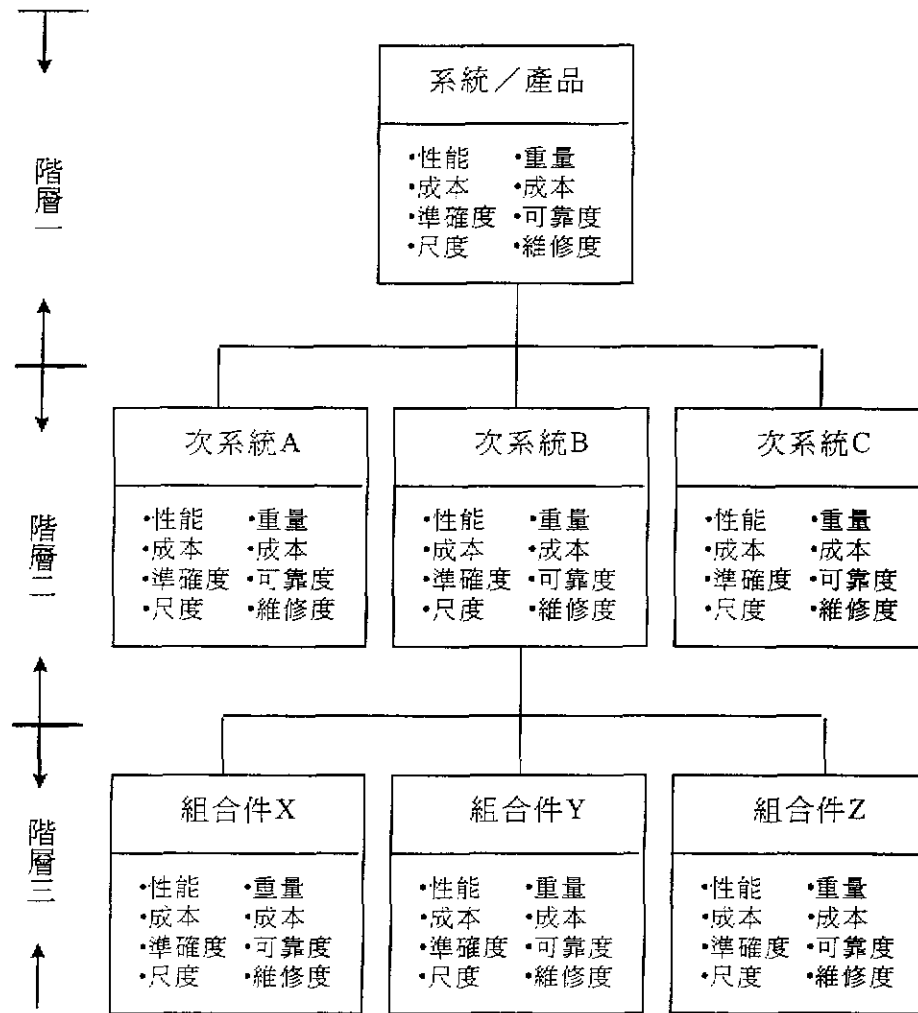 階層一
系統／產品
•性能 •重量
•成本 •成本
•準確度 •可靠度
•尺度 •維修度
階層二
次系統A
•性能 •重量
•成本 •成本
•準確度 •可靠度
•尺度 •維修度
次系統B
•性能 •重量
•成本 •成本
•準確度 •可靠度
•尺度 •維修度
次系統C
•性能 •重量
•成本 •成本
•準確度 •可靠度
•尺度 •維修度
階層三
組合件X
•性能 •重量
•成本 •成本
•準確度 •可靠度
•尺度 •維修度
組合件Y
•性能 •重量
•成本 •成本
•準確度 •可靠度
•尺度 •維修度
組合件Z
•性能 •重量
•成本 •成本
•準確度 •可靠度
•尺度 •維修度